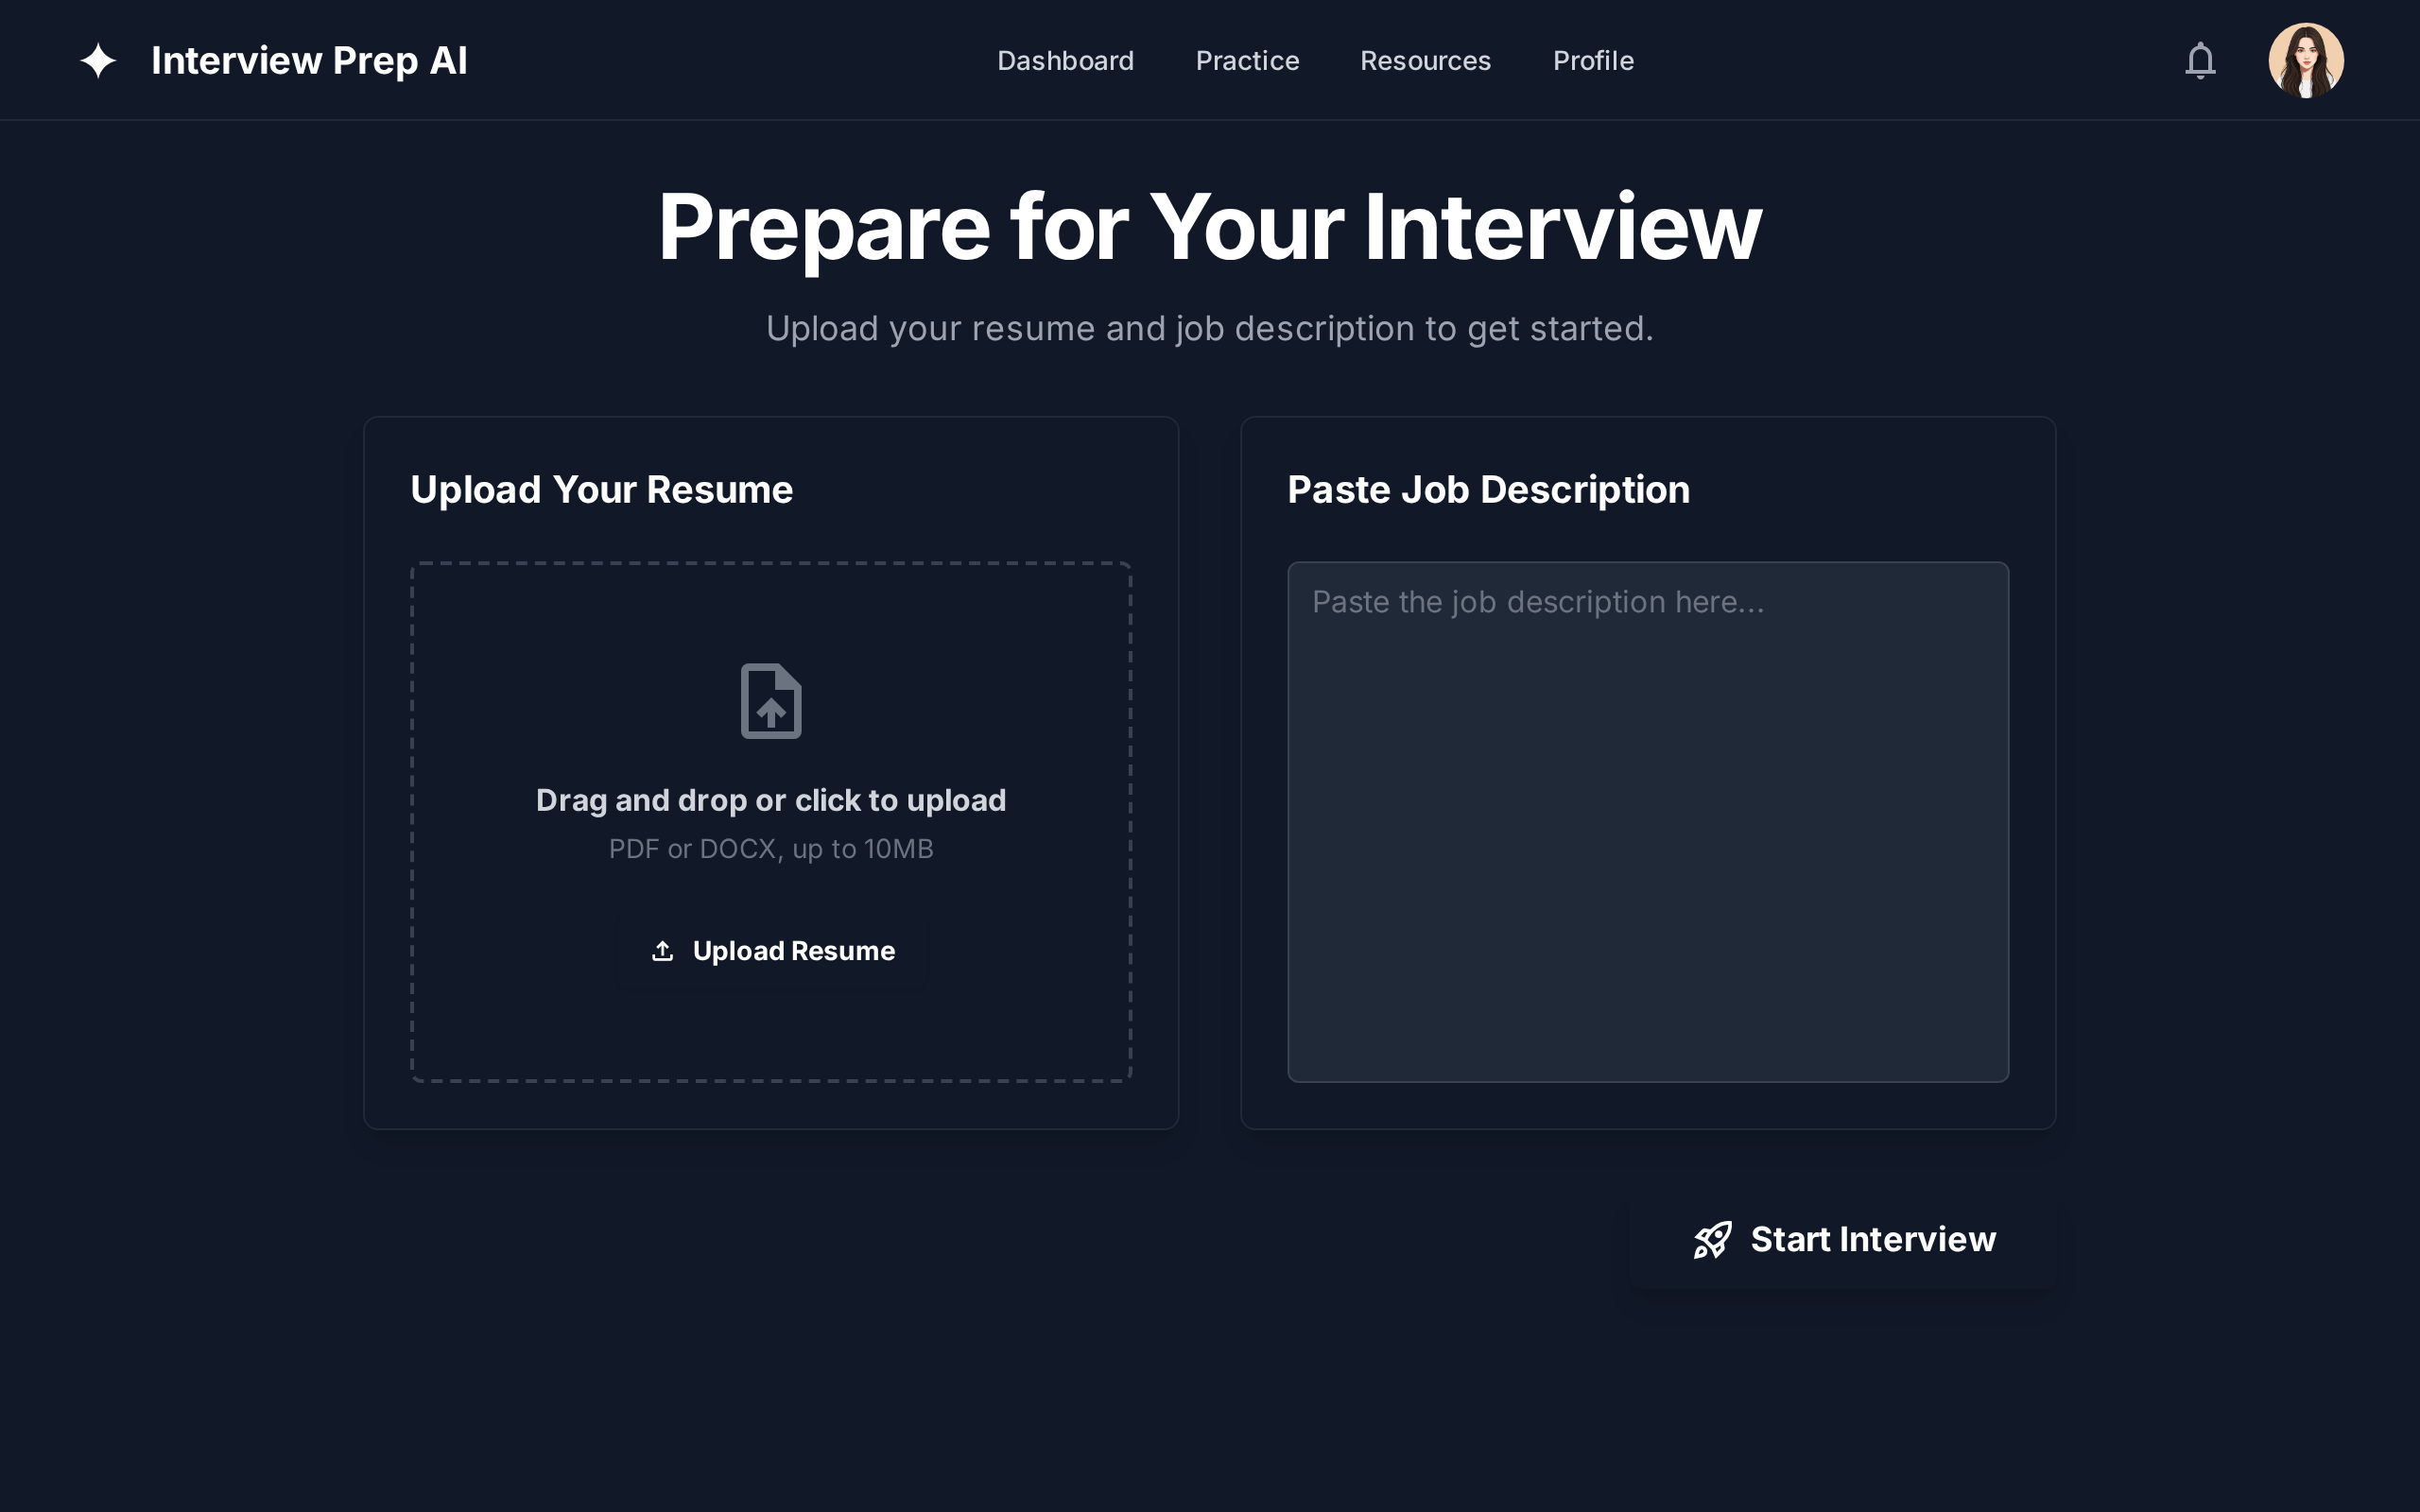 Interview Prep AI
Dashboard
Practice
Resources
Profile
Prepare for Your Interview
Upload your resume and job description to get started.
Upload Your Resume
Drag and drop or click to upload
PDF or DOCX, up to 10MB
Upload Resume
Paste Job Description
Paste the job description here...
Start Interview